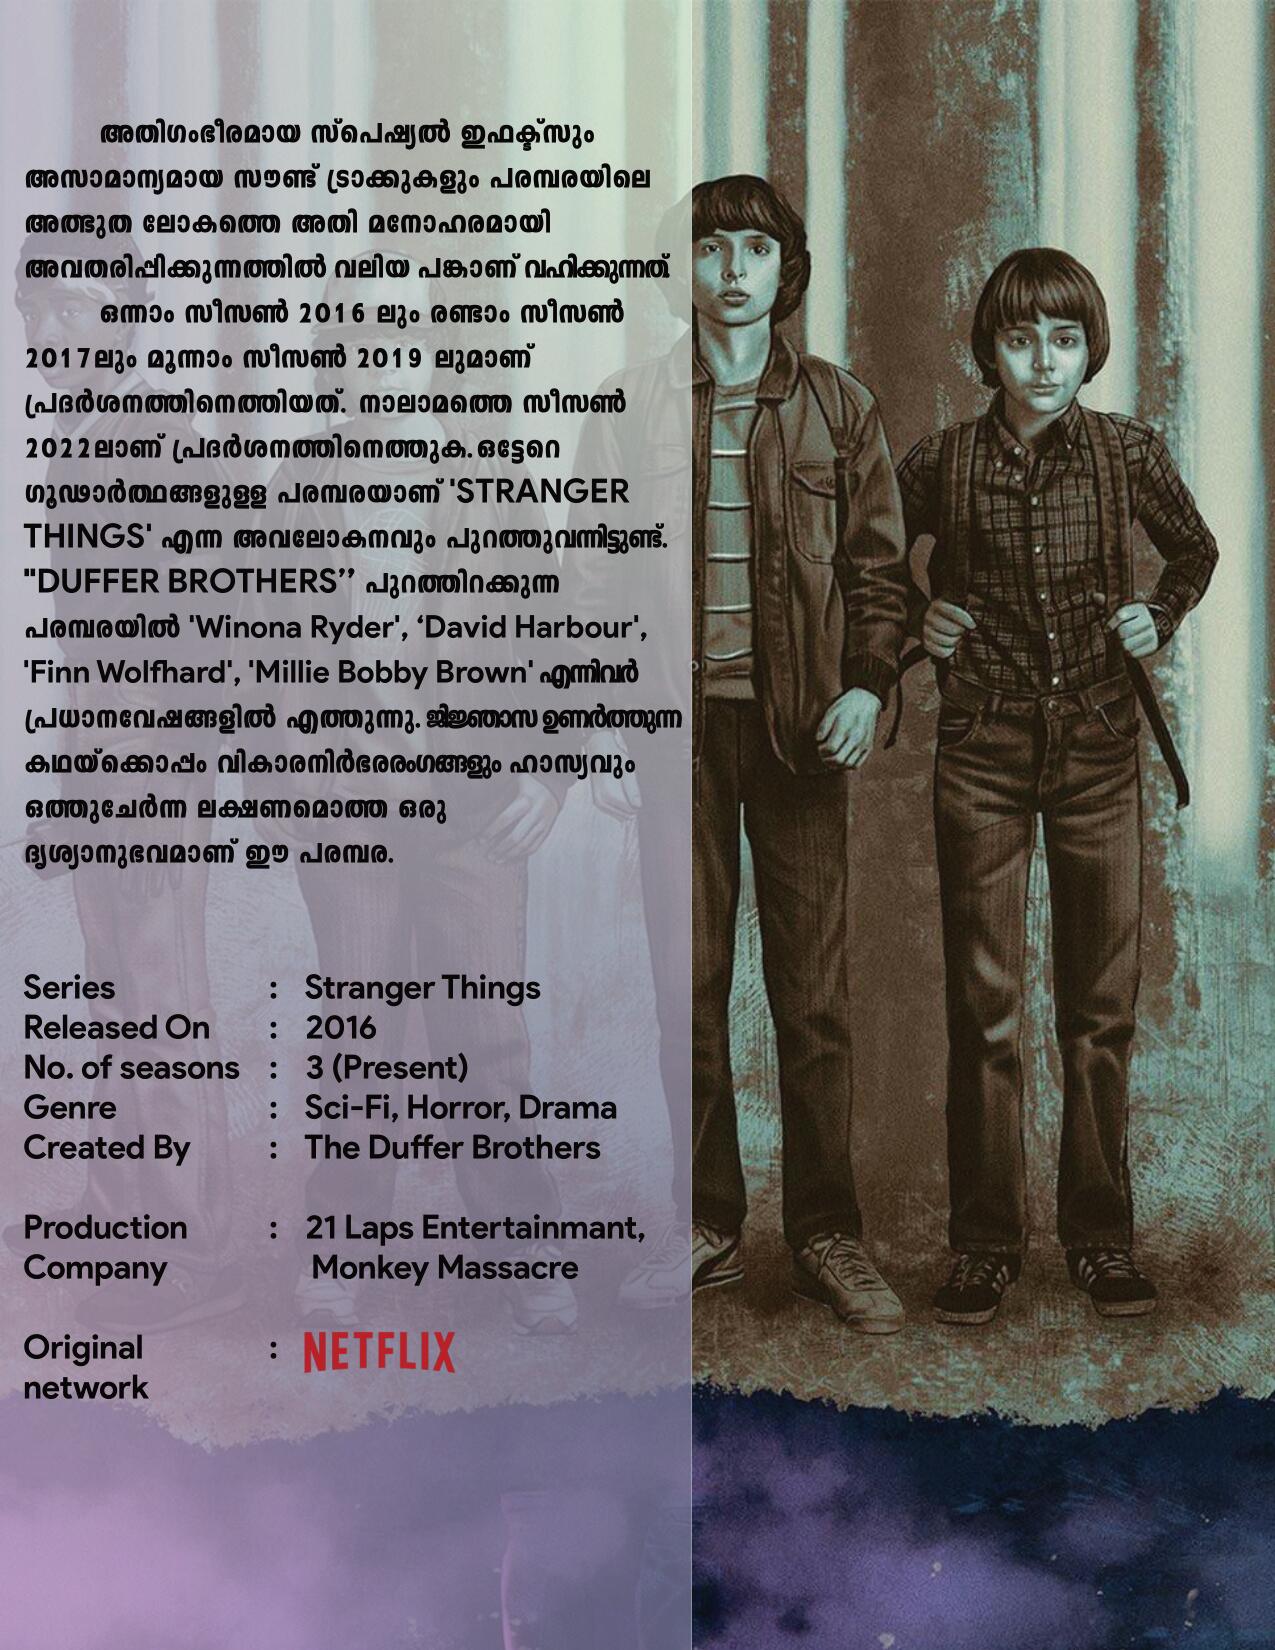 അതിഗംഭീരമായ സ്പെഷ്യൽ ഇഫക്ട്സും
അസാമാന്യമായ സൗണ്ട് ട്രാക്കുകളും പരമ്പരയിലെ
അത്ഭുത ലോകത്തെ അതി മനോഹരമായി
അവതരിപ്പിക്കുന്നത്തിൽ വലിയ പങ്കാണ് വഹിക്കുന്നത്.
ഒന്നാം സീസൺ 2016 ലും രണ്ടാം സീസൺ
2017ലും മൂന്നാം സീസൺ 2019 ലുമാണ്
പ്രദർശനത്തിനെത്തിയത്. നാലാമത്തെ സീസൺ
2022ലാണ് പ്രദർശനത്തിനെത്തുക.ഒട്ടേറെ
ഗൂഢാർത്ഥങ്ങളുള്ള പരമ്പരയാണ് 'STRANGER
THINGS' എന്ന അവലോകനവും പുറത്തുവന്നിട്ടുണ്ട്.
"DUFFER BROTHERS’’ പുറത്തിറക്കുന്ന
പരമ്പരയിൽ 'Winona Ryder', ‘David Harbour',
'Finn Wolfhard', 'Millie Bobby Brown' എന്നിവർ
പ്രധാനവേഷങ്ങളിൽ എത്തുന്നു. ജിജ്ഞാസ ഉണർത്തുന്ന
കഥയ്ക്കൊപ്പം വികാരനിർഭരരംഗങ്ങളും ഹാസ്യവും
ഒത്തുചേർന്ന ലക്ഷണമൊത്ത ഒരു
ദൃശ്യാനുഭവമാണ് ഈ പരമ്പര.
Series : Stranger Things
Released On : 2016
No. of seasons : 3 (Present)
Genre : Sci-Fi, Horror, Drama
Created By : The Duffer Brothers
Production : 21 Laps Entertainmant,
Company Monkey Massacre
Original : NETFLIX
network